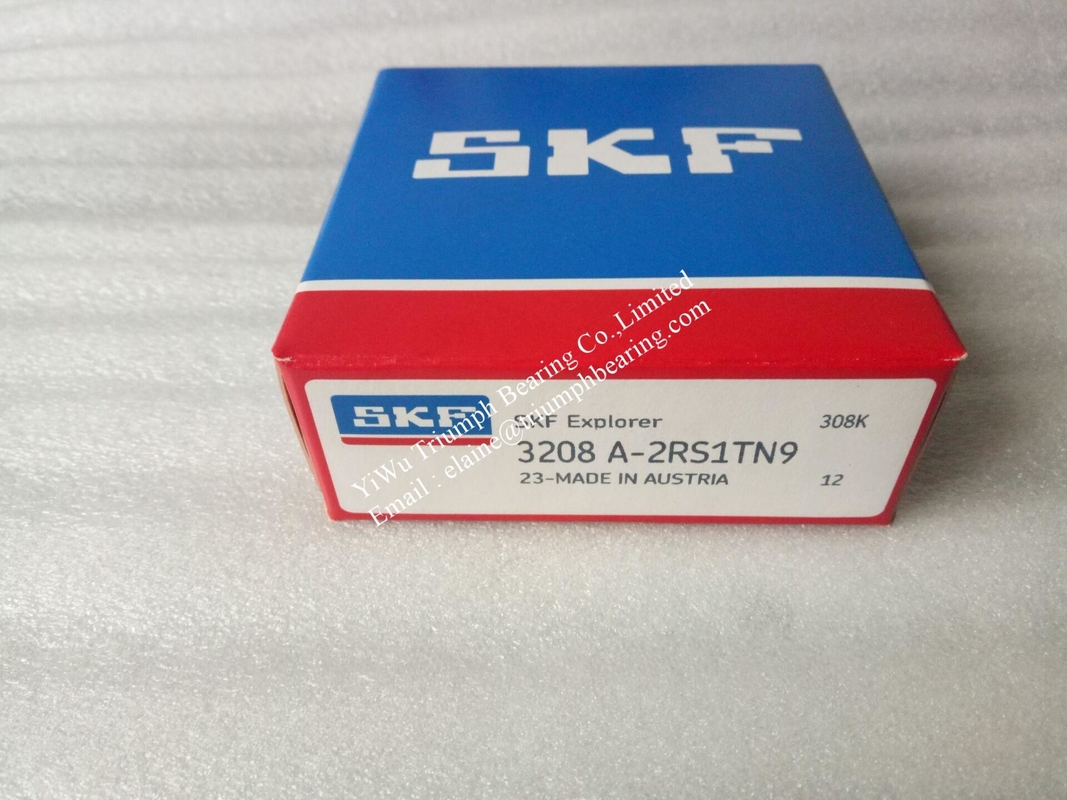 SKF
SKF
SKF Explorer 308K
3208 A-2RS1TN9
23-MADE IN AUSTRIA 12
YiWu Triumph Bearing Co.,Limited
Email : elaine@triumphbearing.com